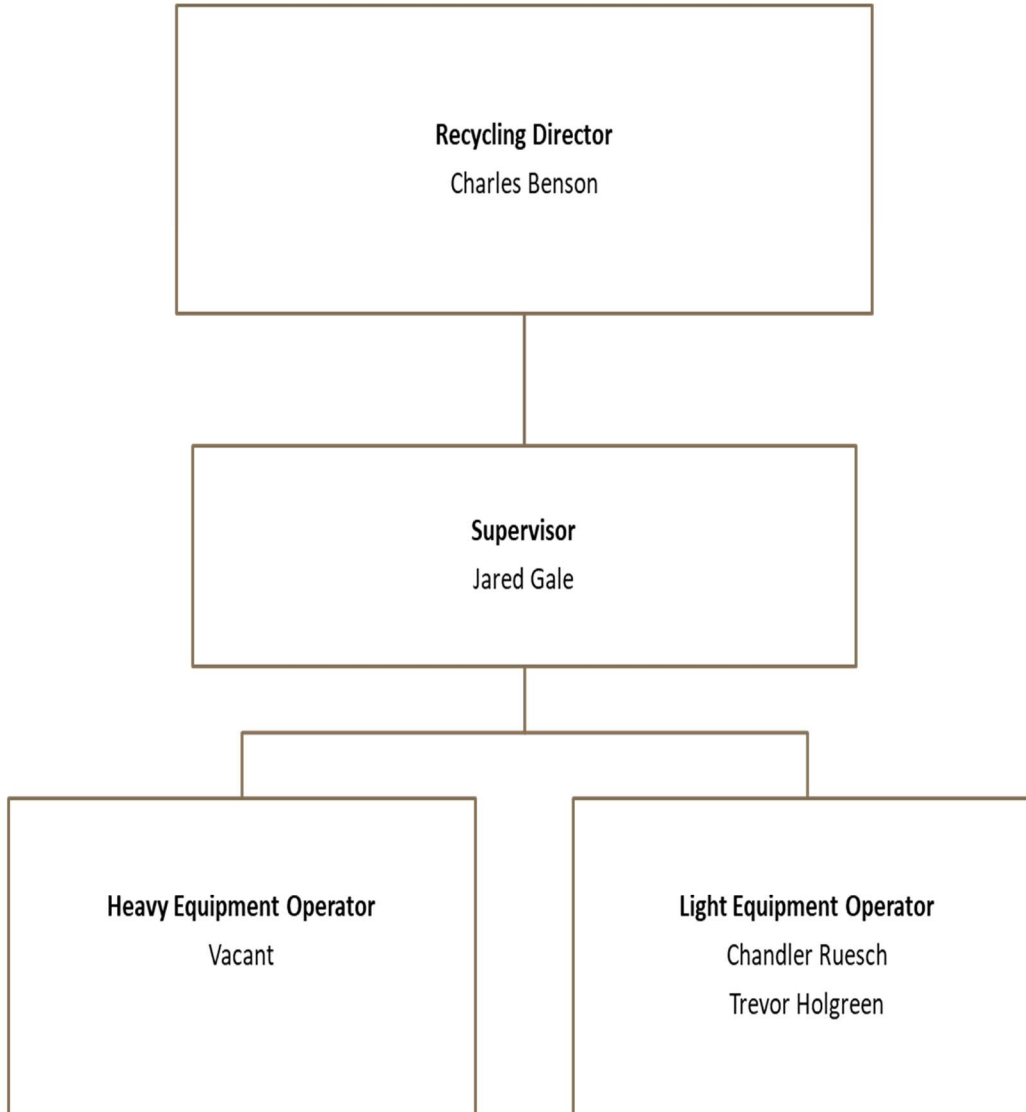 Recycling Director
Charles Benson
Supervisor
Jared Gale
Heavy Equipment Operator
Vacant
Light Equipment Operator
Chandler Ruesch
Trevor Holgreen